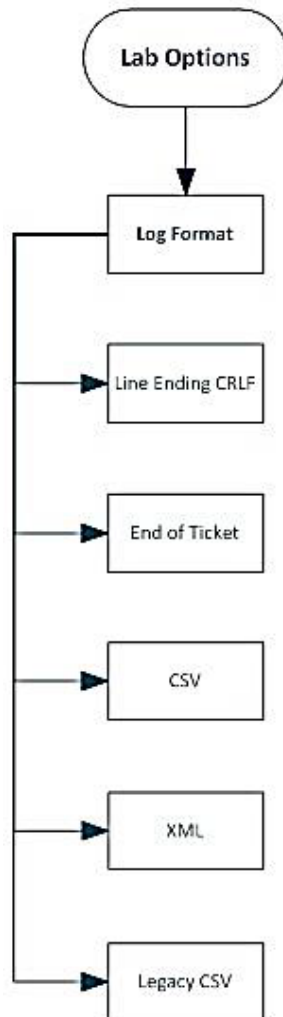 Lab Options
Log Format
Line Ending CRLF
End of Ticket
CSV
XML
Legacy CSV